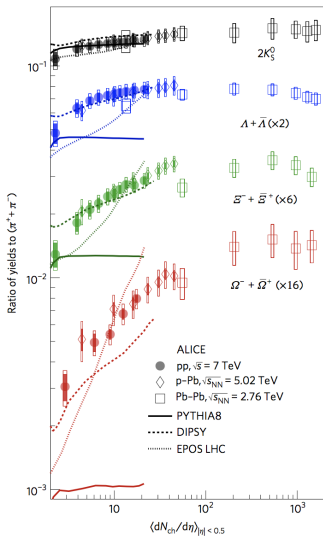 10⁻¹
2K⁰S
Λ + Λ̄ (×2)
Ξ⁻ + Ξ̄⁺ (×6)
Ratio of yields to (π⁺+ π⁻)
10⁻²
Ω⁻ + Ω̄⁺ (×16)
ALICE
pp, √s = 7 TeV
p–Pb, √sNN = 5.02 TeV
Pb–Pb, √sNN = 2.76 TeV
PYTHIA8
DIPSY
EPOS LHC
10⁻³
10 10² 10³
⟨dNch/dη⟩|η| < 0.5